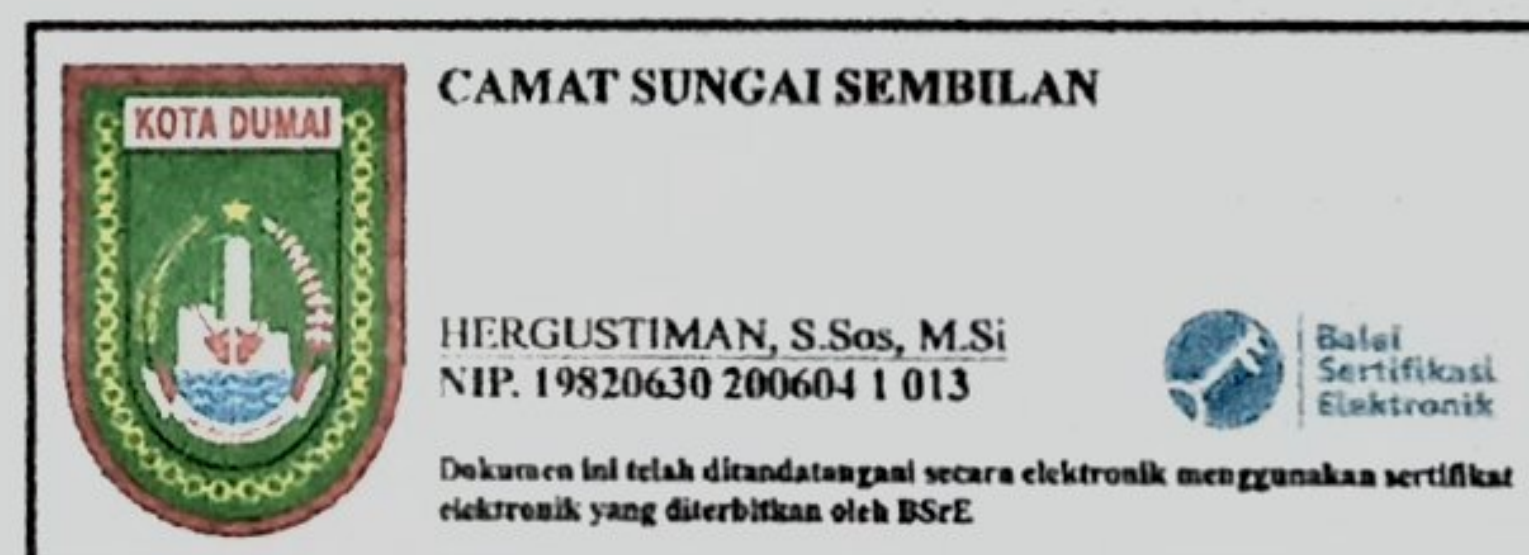 KOTA DUMAI
CAMAT SUNGAI SEMBILAN
HERGUSTIMAN, S.Sos, M.Si
NIP. 19820630 200604 1 013
Balai
Sertifikasi
Elektronik
Dokumen ini telah ditandatangani secara elektronik menggunakan sertifikat
elektronik yang diterbitkan oleh BSrE